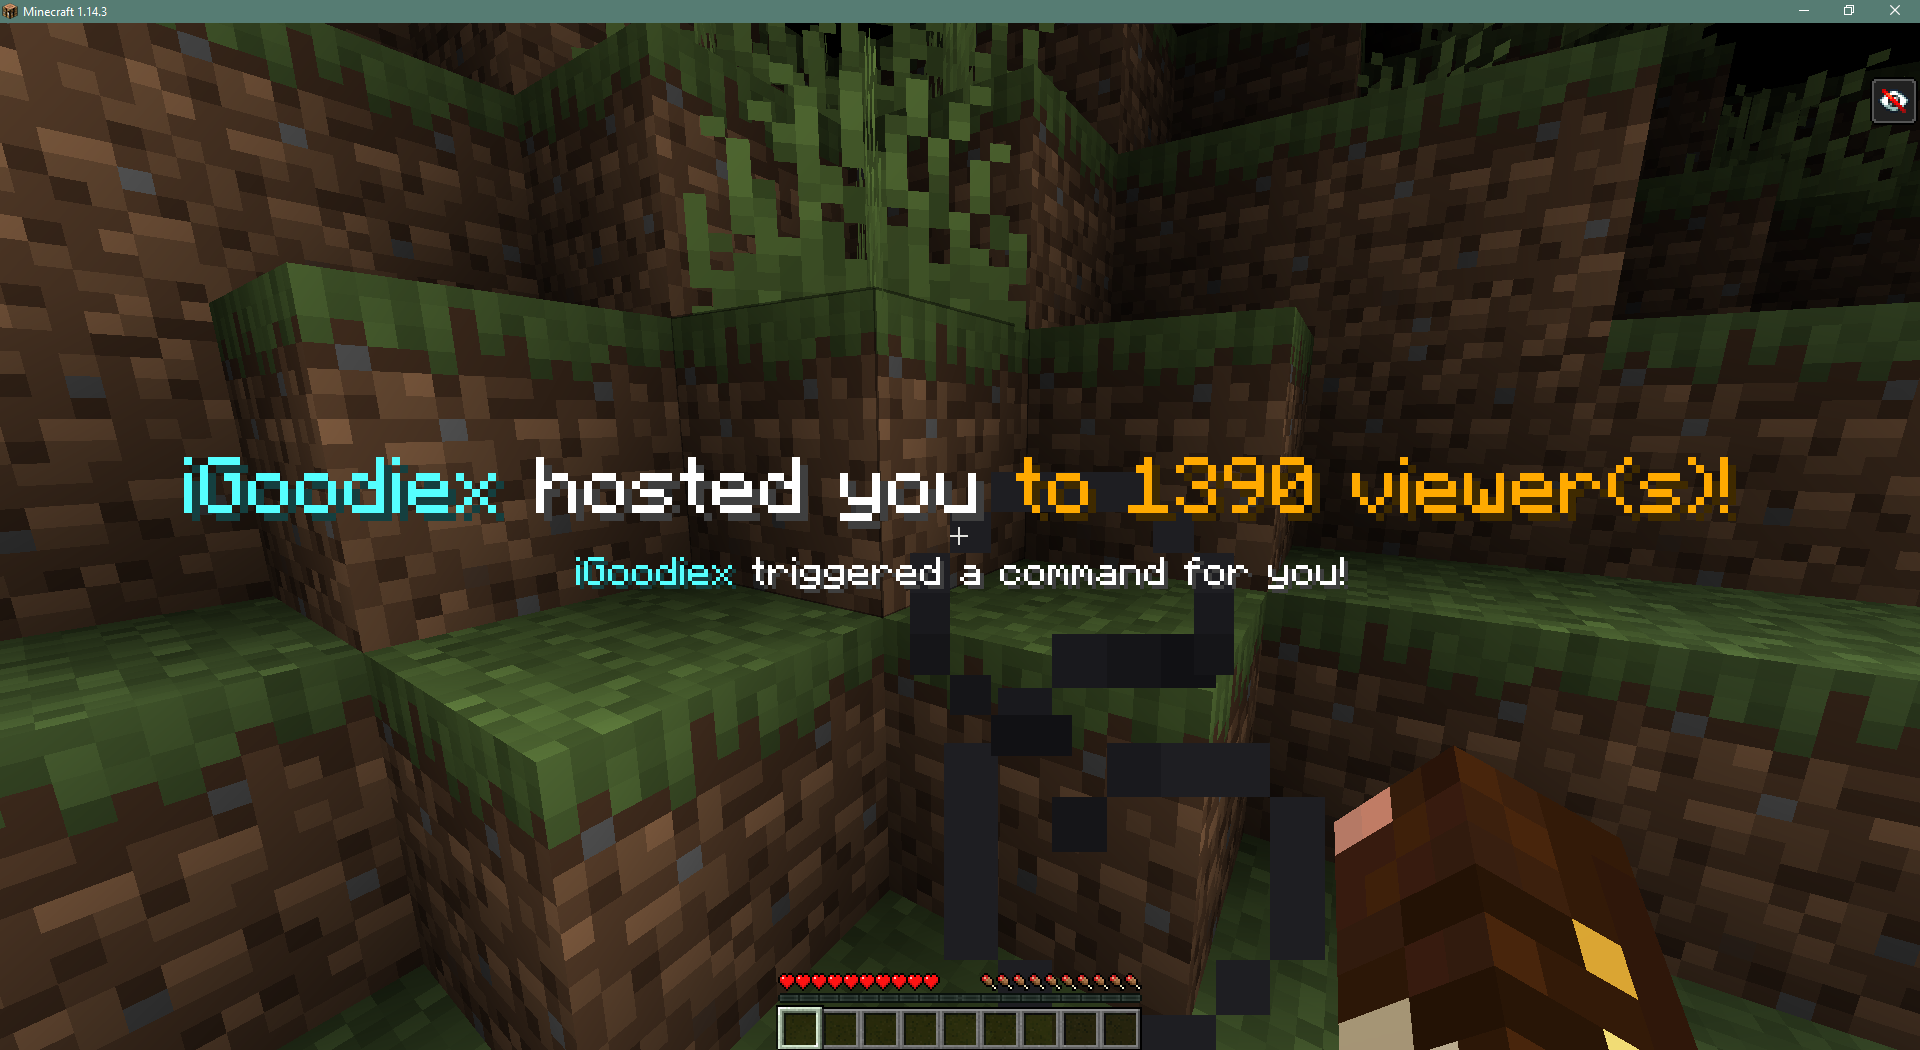 Minecraft 1.14.3
iGoodiex hosted you to 1390 viewer(s)!
iGoodiex triggered a command for you!